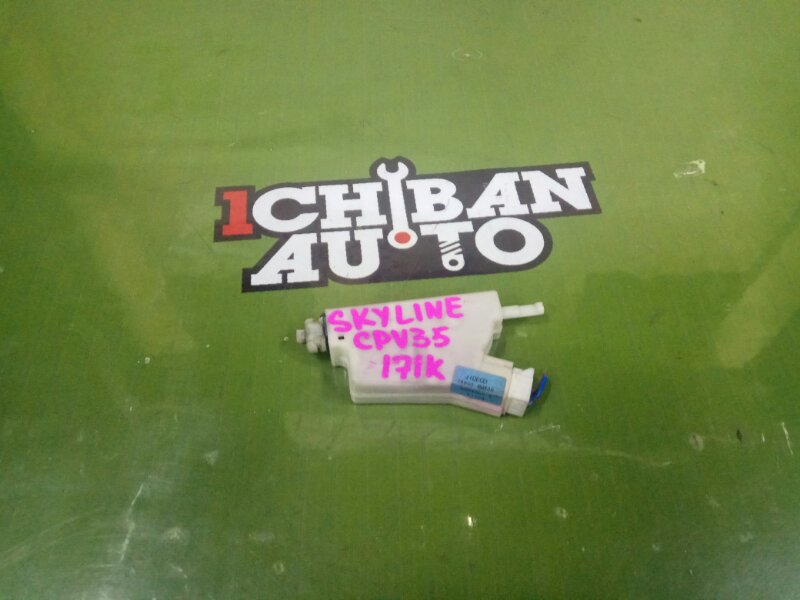 1CHIBAN
AUTO
SKYLINE
CPV35
171K